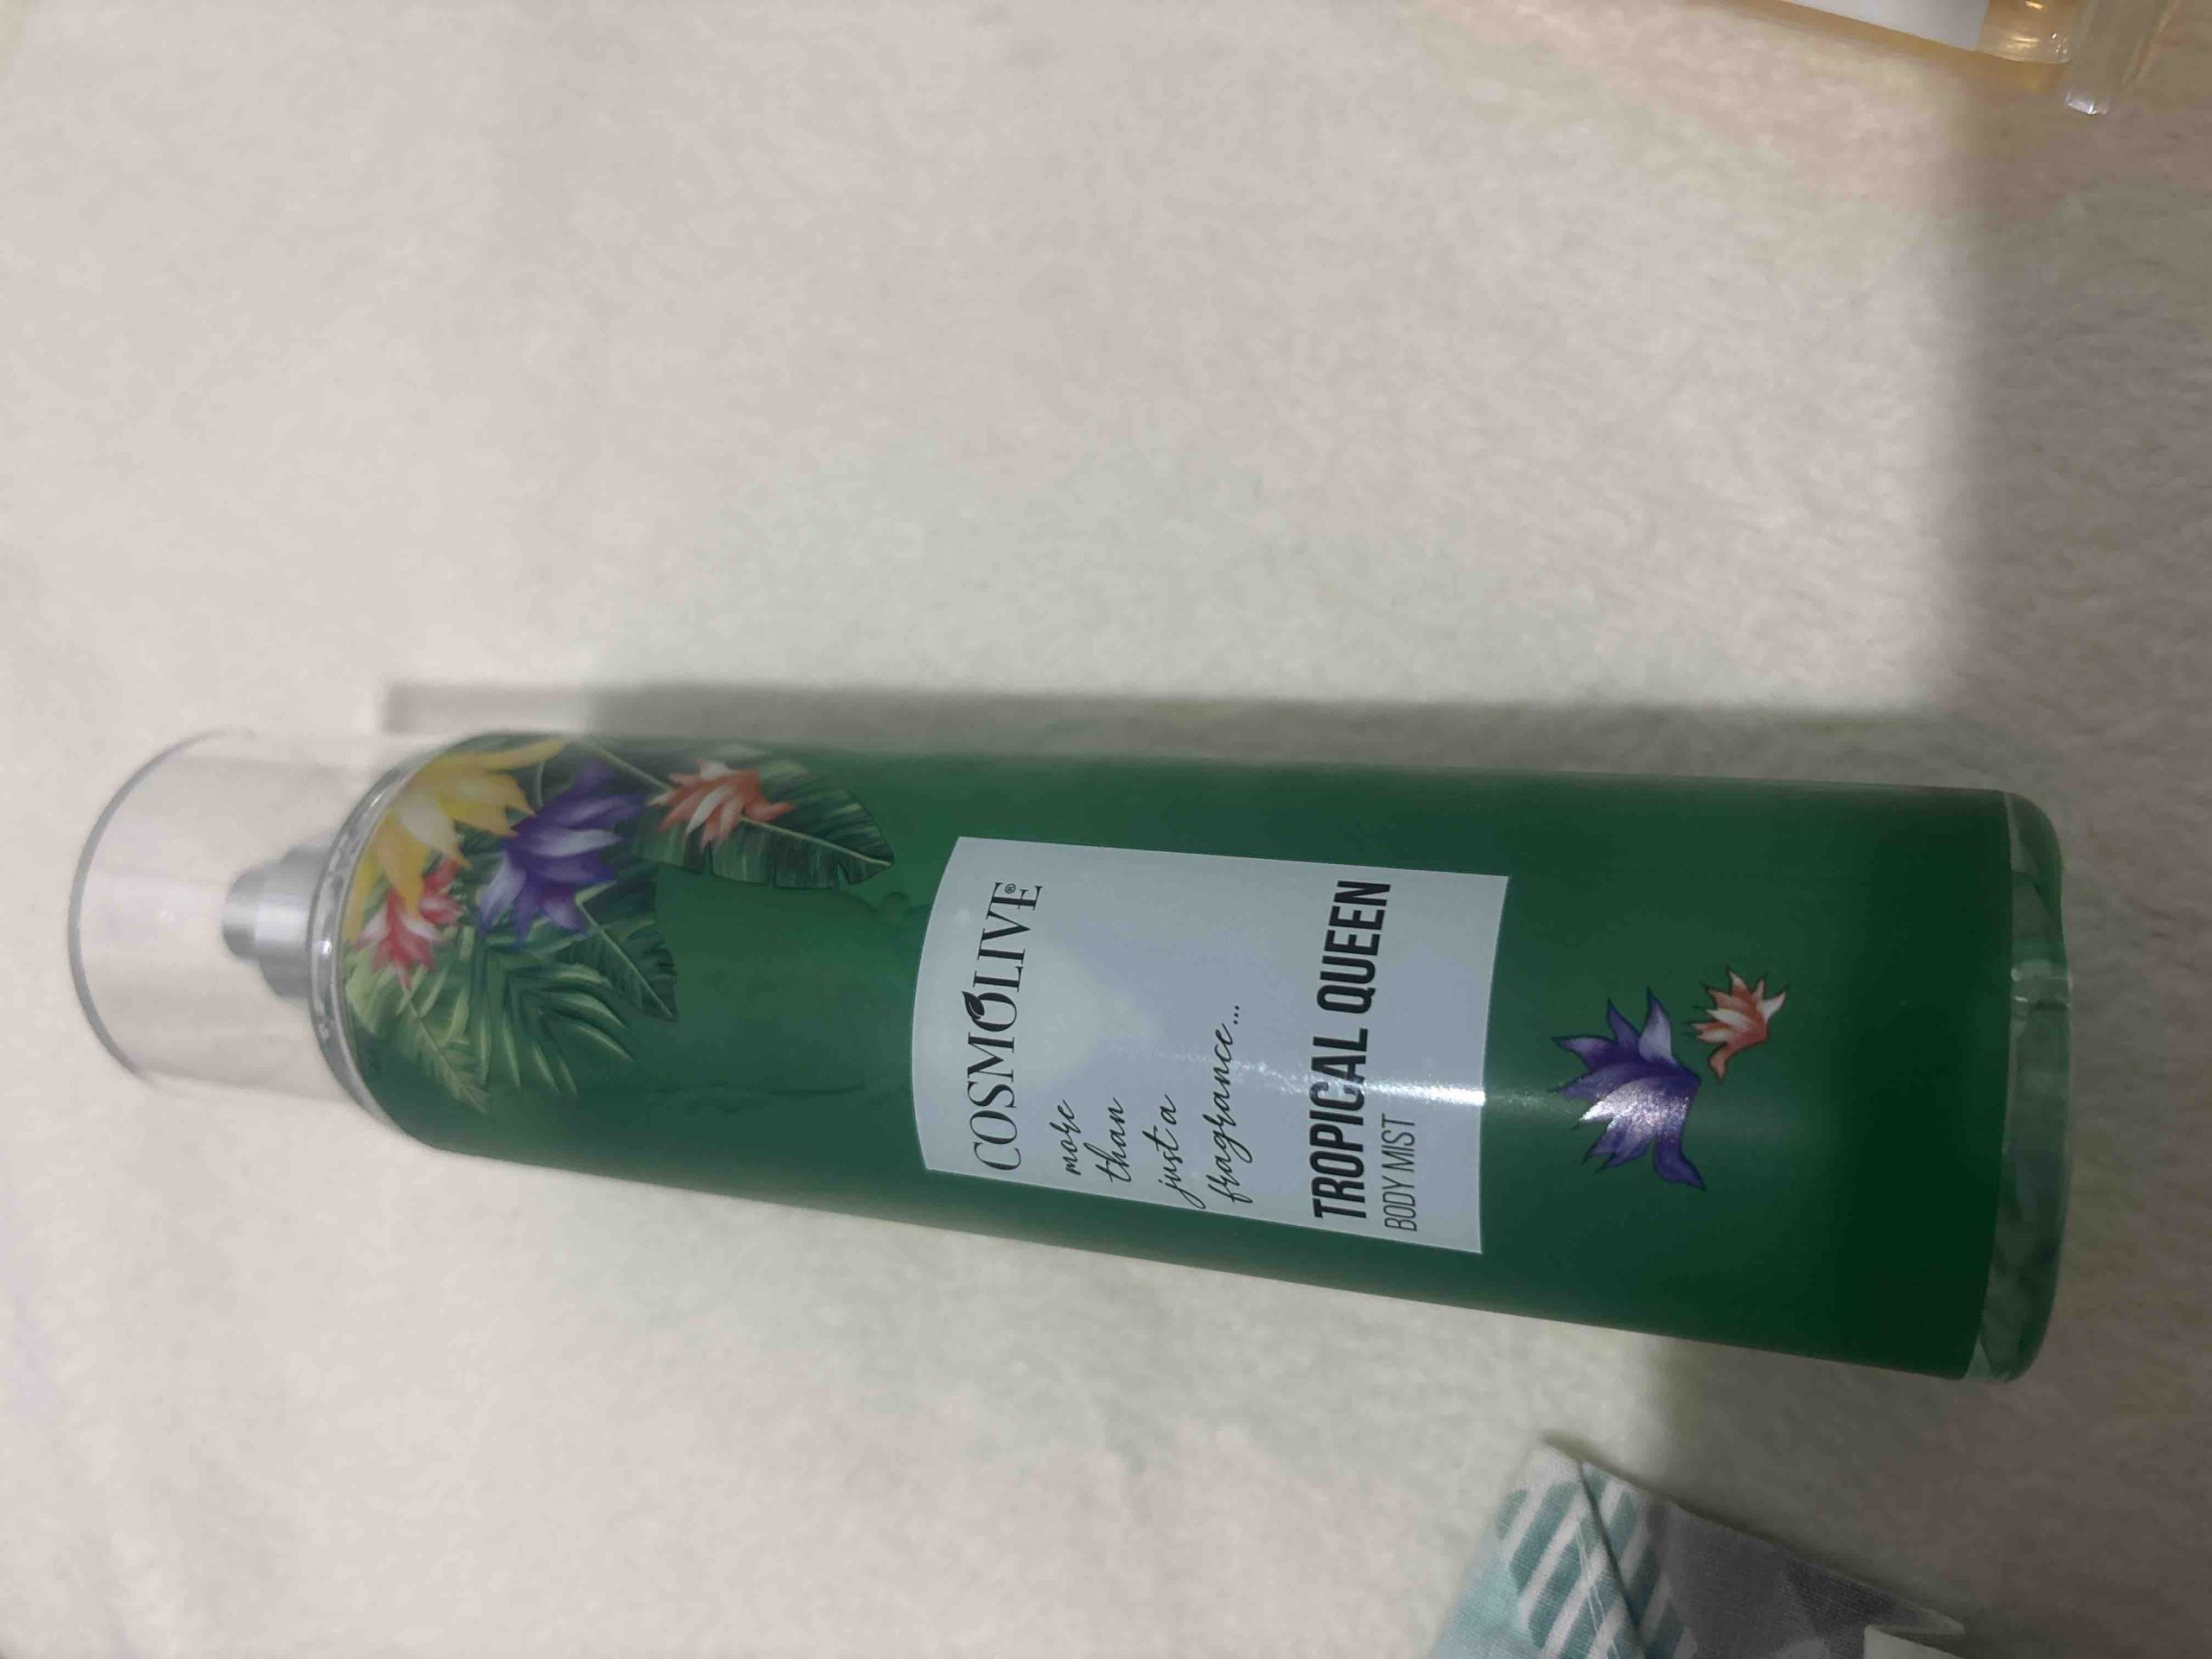 COSMOLIVE®
more
than
just a
fragrance...
TROPICAL QUEEN
BODY MIST